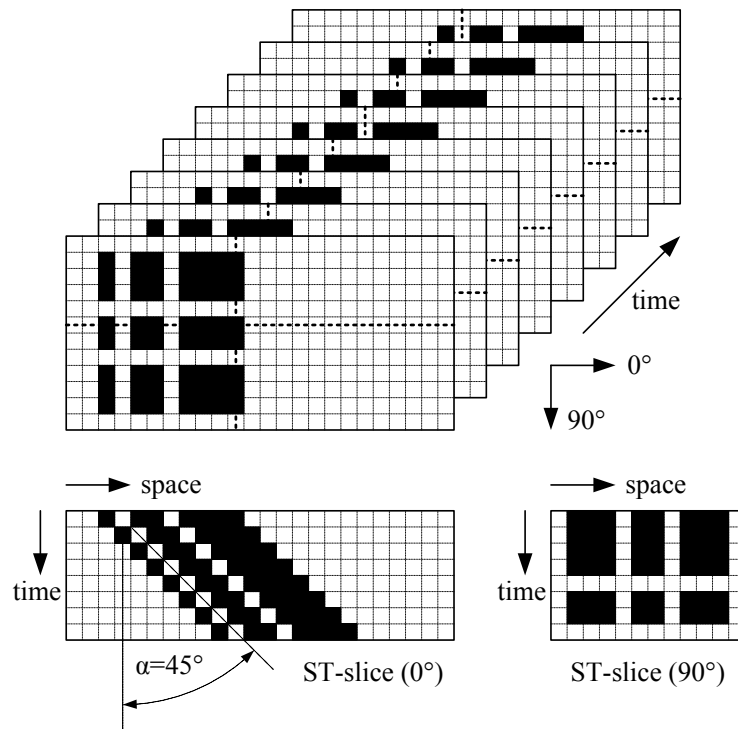 time
0°
90°
space
time
α=45°
ST-slice (0°)
space
time
ST-slice (90°)